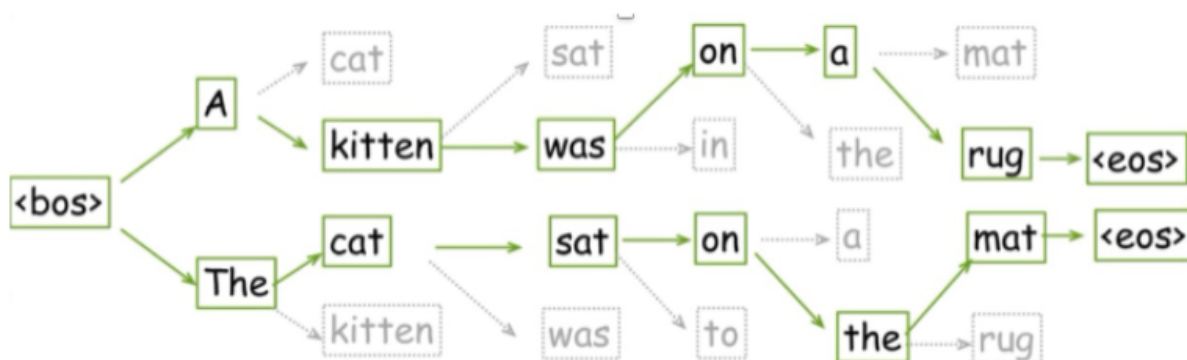 cat sat on a mat
A
kitten was in the rug <eos>
<bos>
cat sat on a mat <eos>
The
kitten was to the rug